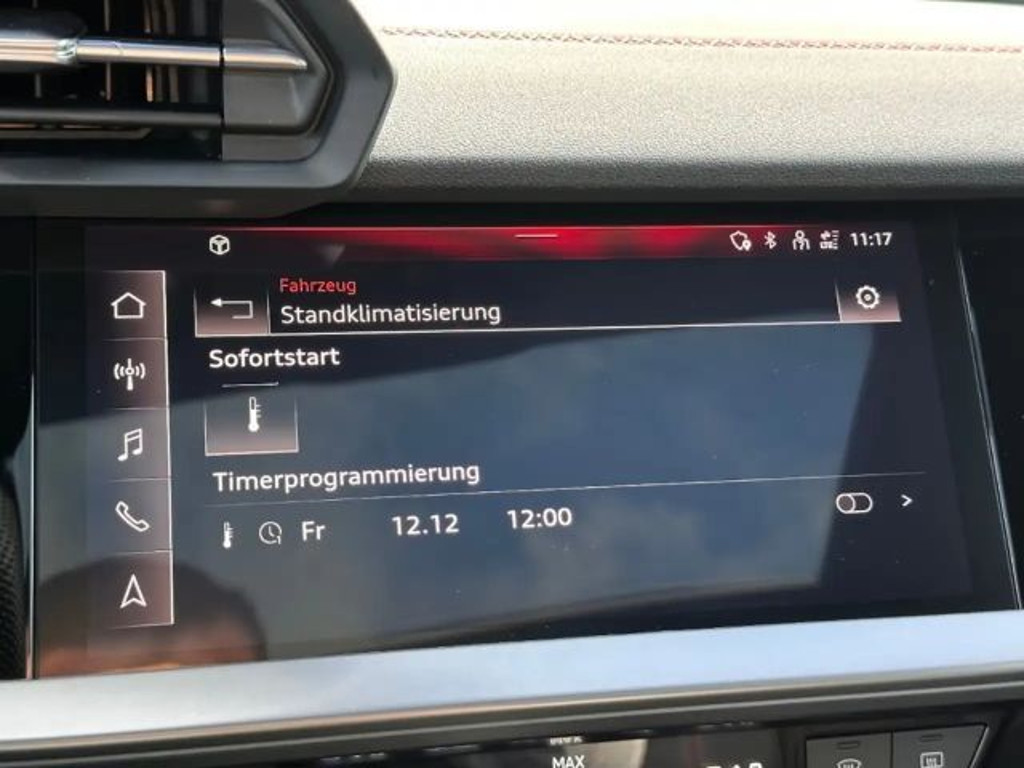 11:17
Fahrzeug
Standklimatisierung
Sofortstart
Timerprogrammierung
Fr 12.12 12:00
MAX